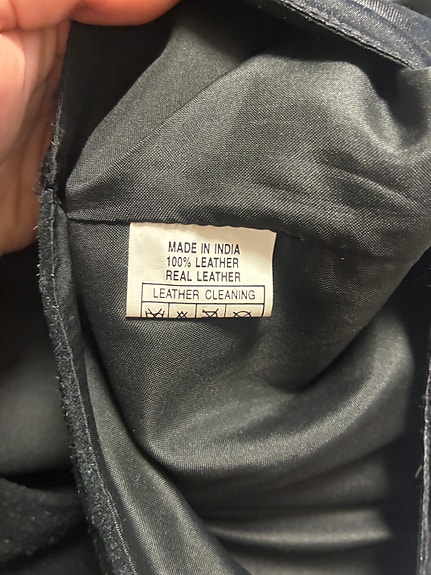 MADE IN INDIA
100% LEATHER
REAL LEATHER
LEATHER CLEANING